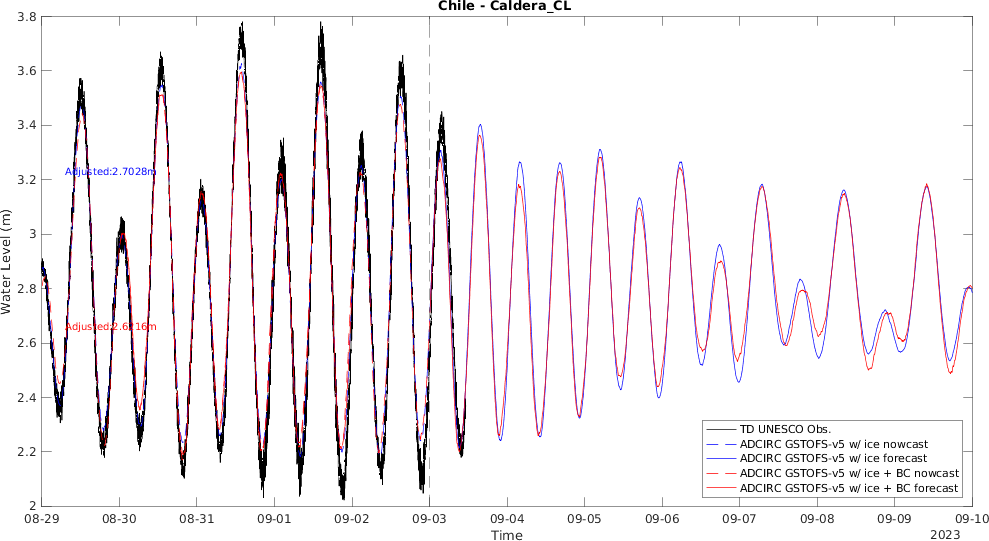 Chile - Caldera_CL
3.8
3.6
3.4
3.2
3
2.8
2.6
2.4
2.2
2
Water Level (m)
Adjusted:2.7028m
Adjusted:2.6216m
TD UNESCO Obs.
ADCIRC GSTOFS-v5 w/ ice nowcast
ADCIRC GSTOFS-v5 w/ ice forecast
ADCIRC GSTOFS-v5 w/ ice + BC nowcast
ADCIRC GSTOFS-v5 w/ ice + BC forecast
08-29 08-30 08-31 09-01 09-02 09-03 09-04 09-05 09-06 09-07 09-08 09-09 09-10
Time
2023